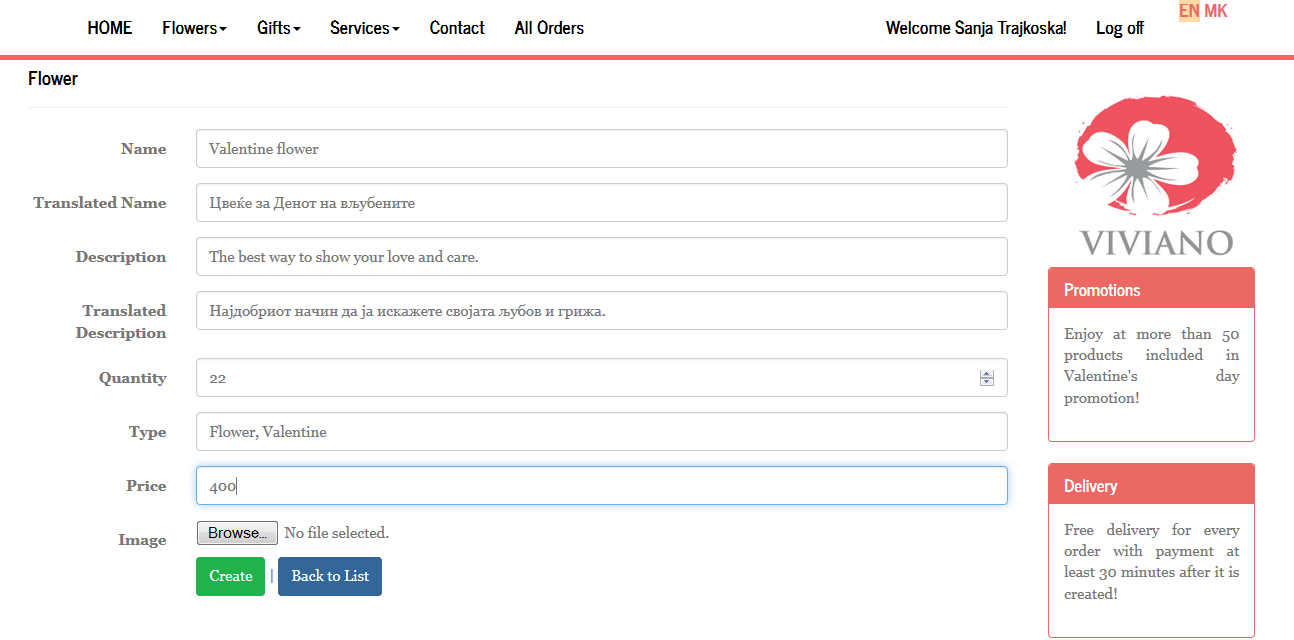 HOME Flowers Gifts Services Contact All Orders Welcome Sanja Trajkoska! Log off EN MK
Flower
Name Valentine flower
Translated Name Цвеќе за Денот на вљубените
Description The best way to show your love and care.
Translated
Description Најдобриот начин да ја искажете својата љубов и грижа.
Quantity 22
Type Flower, Valentine
Price 400
Image Browse... No file selected.
Create | Back to List
VIVIANO
Promotions
Enjoy at more than 50
products included in
Valentine's day
promotion!
Delivery
Free delivery for every
order with payment at
least 30 minutes after it is
created!